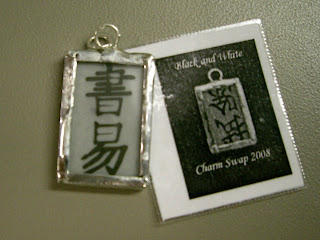 書易
Black and White
Charm Swap 2008